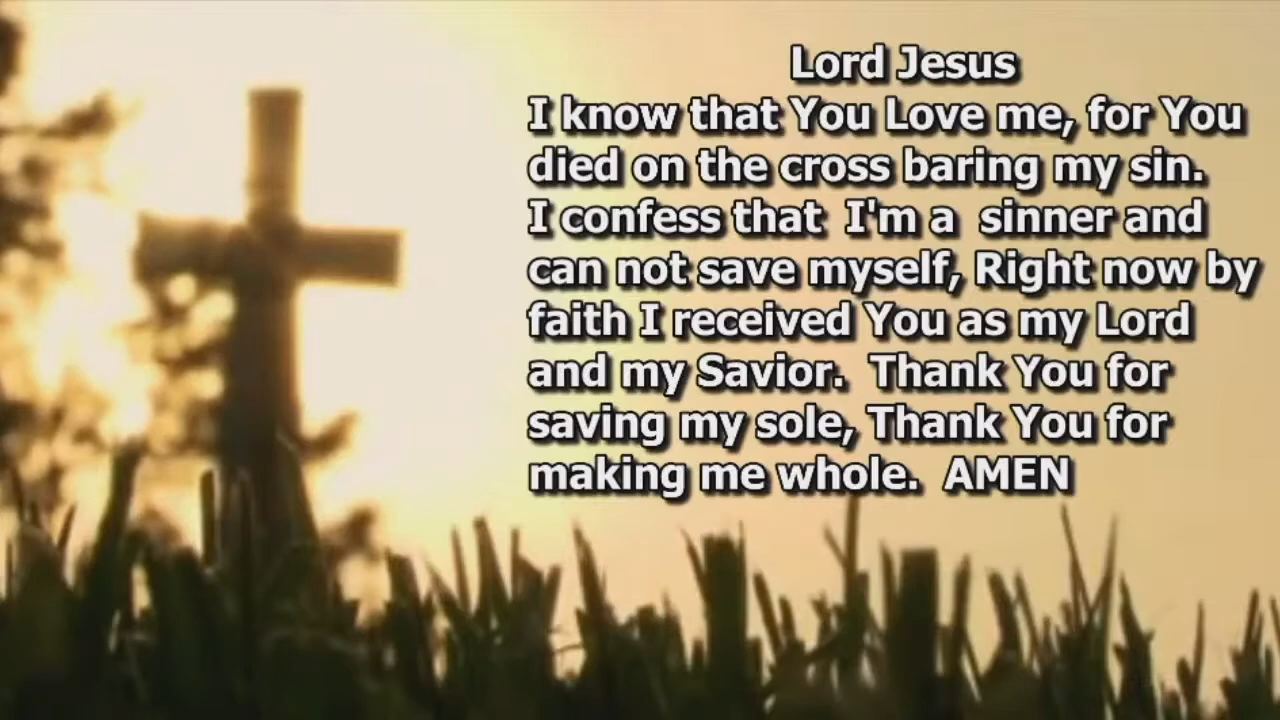 Lord Jesus
I know that You Love me, for You
died on the cross baring my sin.
I confess that  I'm a  sinner and
can not save myself, Right now by
faith I received You as my Lord
and my Savior.  Thank You for
saving my sole, Thank You for
making me whole.  AMEN